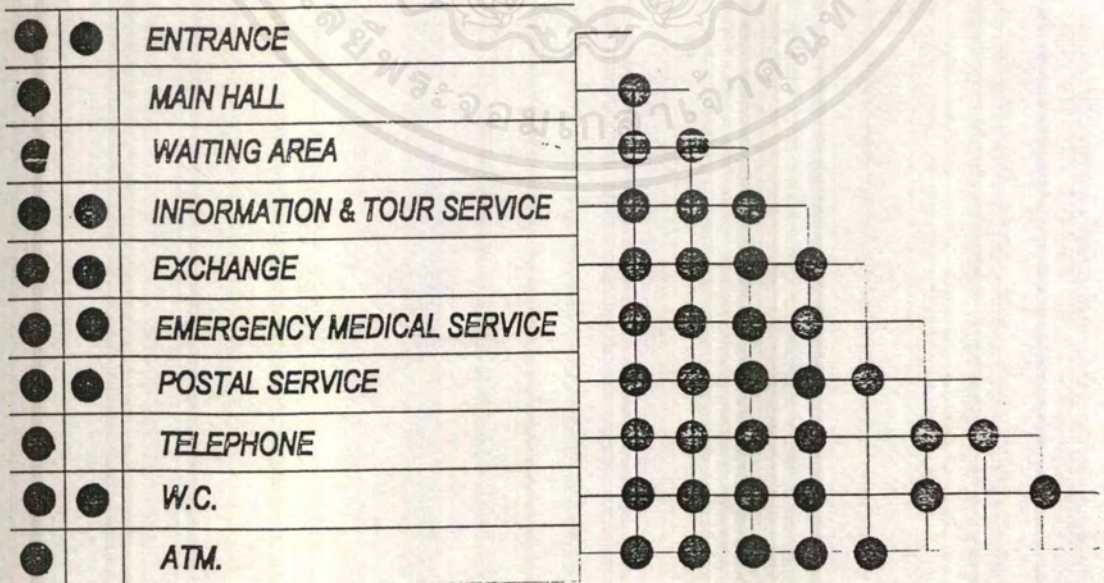 ENTRANCE
MAIN HALL
WAITING AREA
INFORMATION & TOUR SERVICE
EXCHANGE
EMERGENCY MEDICAL SERVICE
POSTAL SERVICE
TELEPHONE
W.C.
ATM.